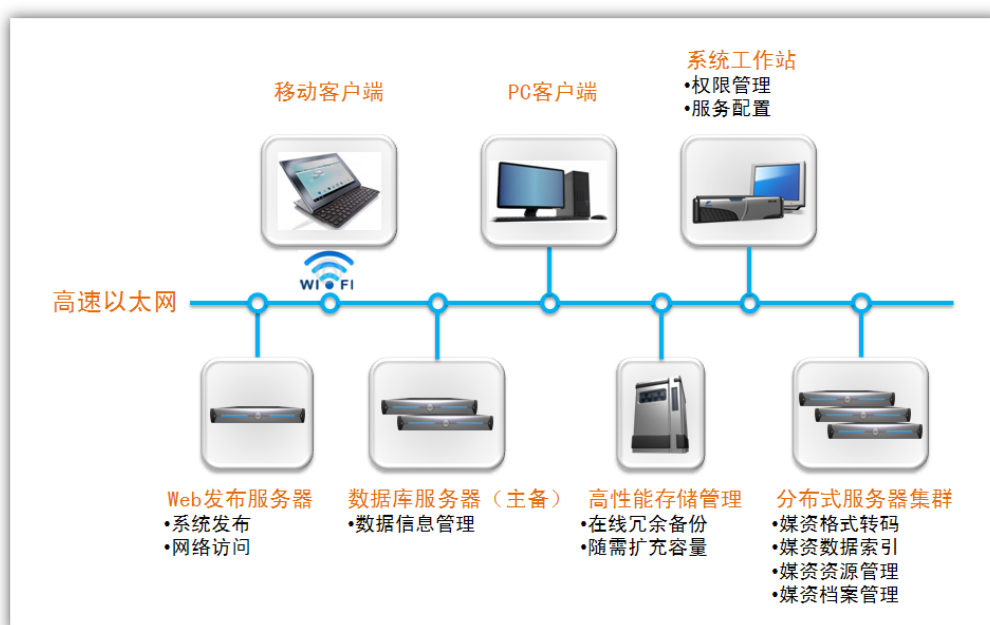 移动客户端
PC客户端
系统工作站
•权限管理
•服务配置
WI FI
高速以太网
Web发布服务器
•系统发布
•网络访问
数据库服务器（主备）
•数据信息管理
高性能存储管理
•在线冗余备份
•随需扩充容量
分布式服务器集群
•媒资格式转码
•媒资数据索引
•媒资资源管理
•媒资档案管理